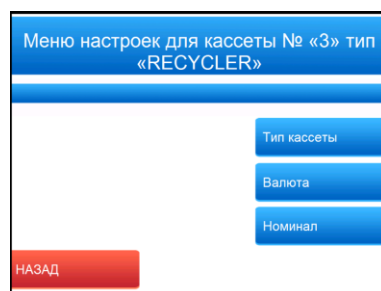 Меню настроек для кассеты № «3» тип
«RECYCLER»
Тип кассеты
Валюта
Номинал
НАЗАД